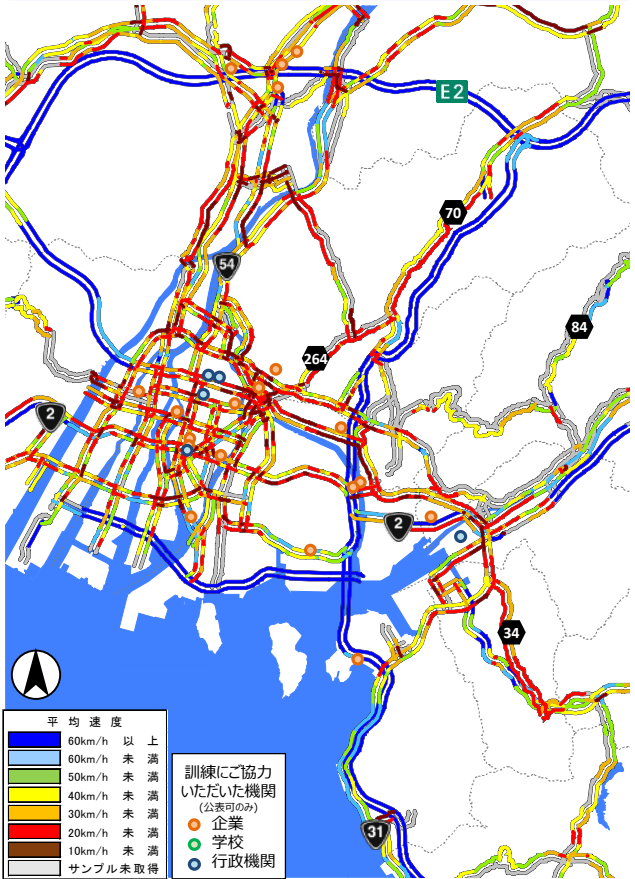 E2
70
54
84
264
2
2
34
31
平均速度
60km/h 以上
60km/h 未満
50km/h 未満
40km/h 未満
30km/h 未満
20km/h 未満
10km/h 未満
サンプル未取得
訓練にご協力
いただいた機関
(公表可のみ)
企業
学校
行政機関